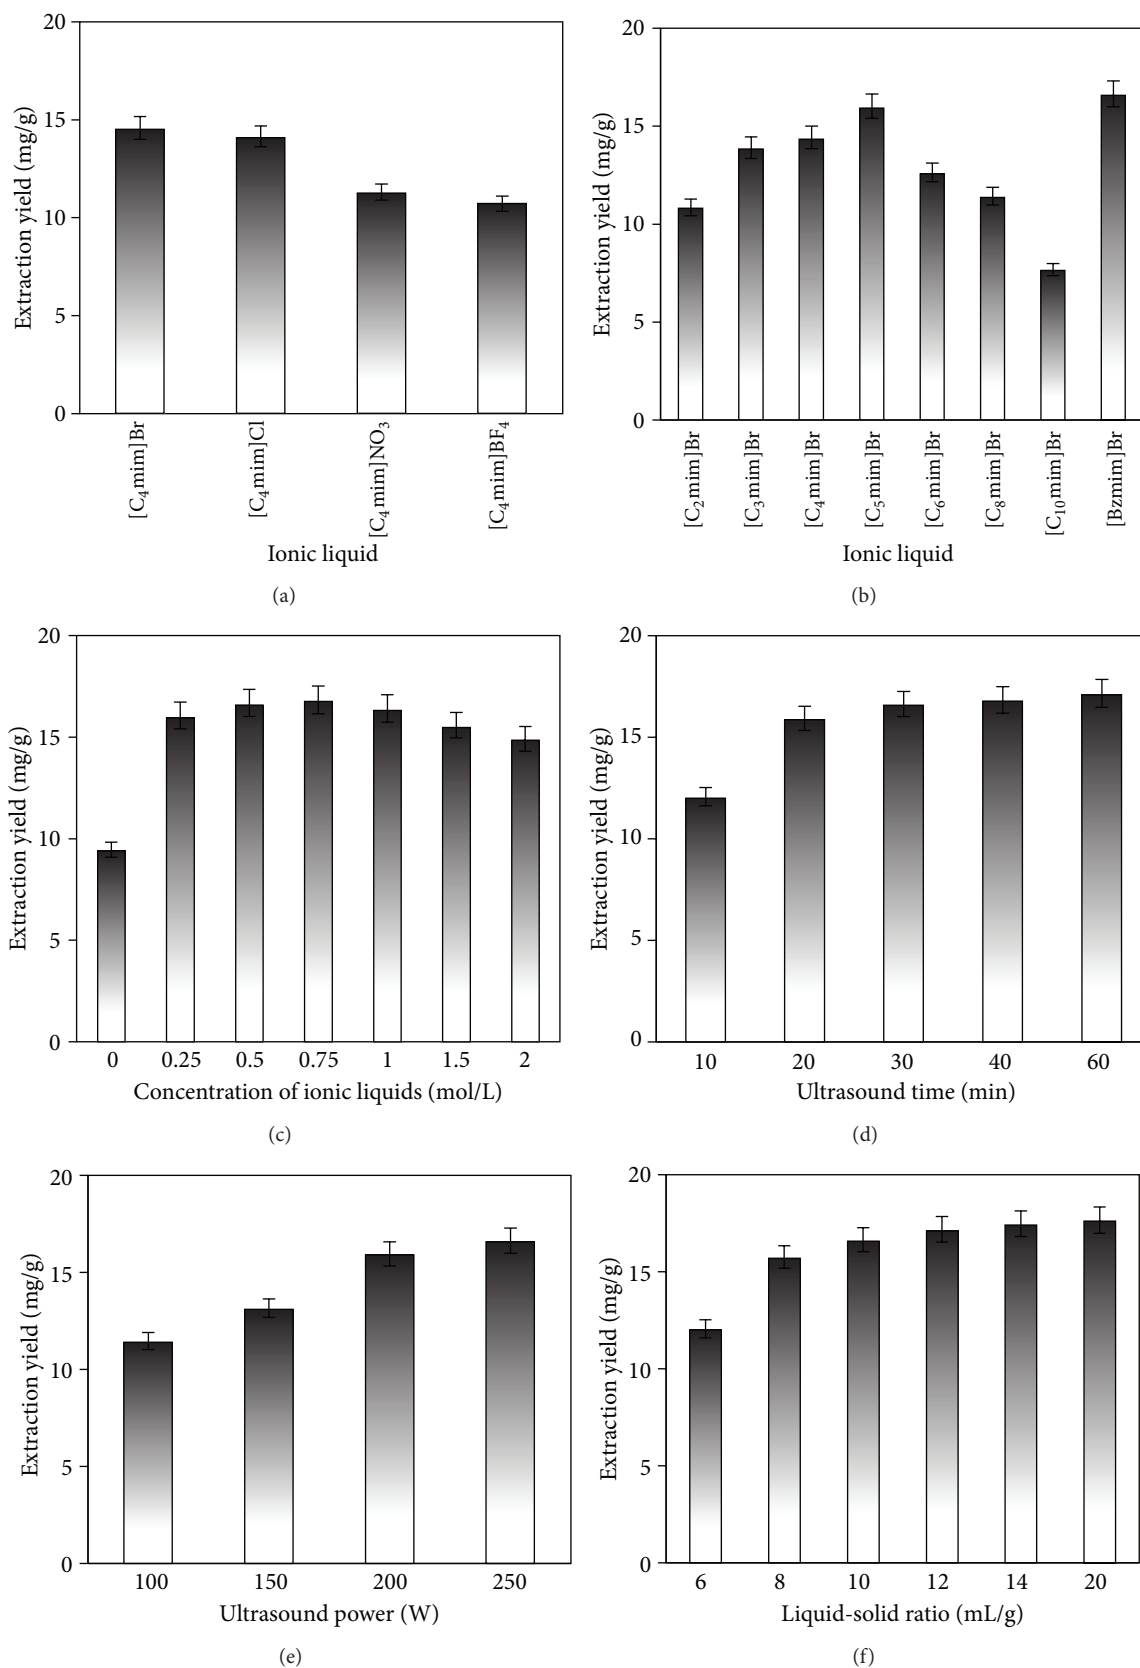 20
15
10
5
0
Extraction yield (mg/g)
[C4mim]Br
[C4mim]Cl
[C4mim]NO3
[C4mim]BF4
Ionic liquid
(a)
20
15
10
5
0
Extraction yield (mg/g)
[C2mim]Br
[C3mim]Br
[C4mim]Br
[C5mim]Br
[C6mim]Br
[C8mim]Br
[C10mim]Br
[Bzmim]Br
Ionic liquid
(b)
20
15
10
5
0
Extraction yield (mg/g)
0 0.25 0.5 0.75 1 1.5 2
Concentration of ionic liquids (mol/L)
(c)
20
15
10
5
0
Extraction yield (mg/g)
10 20 30 40 60
Ultrasound time (min)
(d)
20
15
10
5
0
Extraction yield (mg/g)
100 150 200 250
Ultrasound power (W)
(e)
20
15
10
5
0
Extraction yield (mg/g)
6 8 10 12 14 20
Liquid-solid ratio (mL/g)
(f)